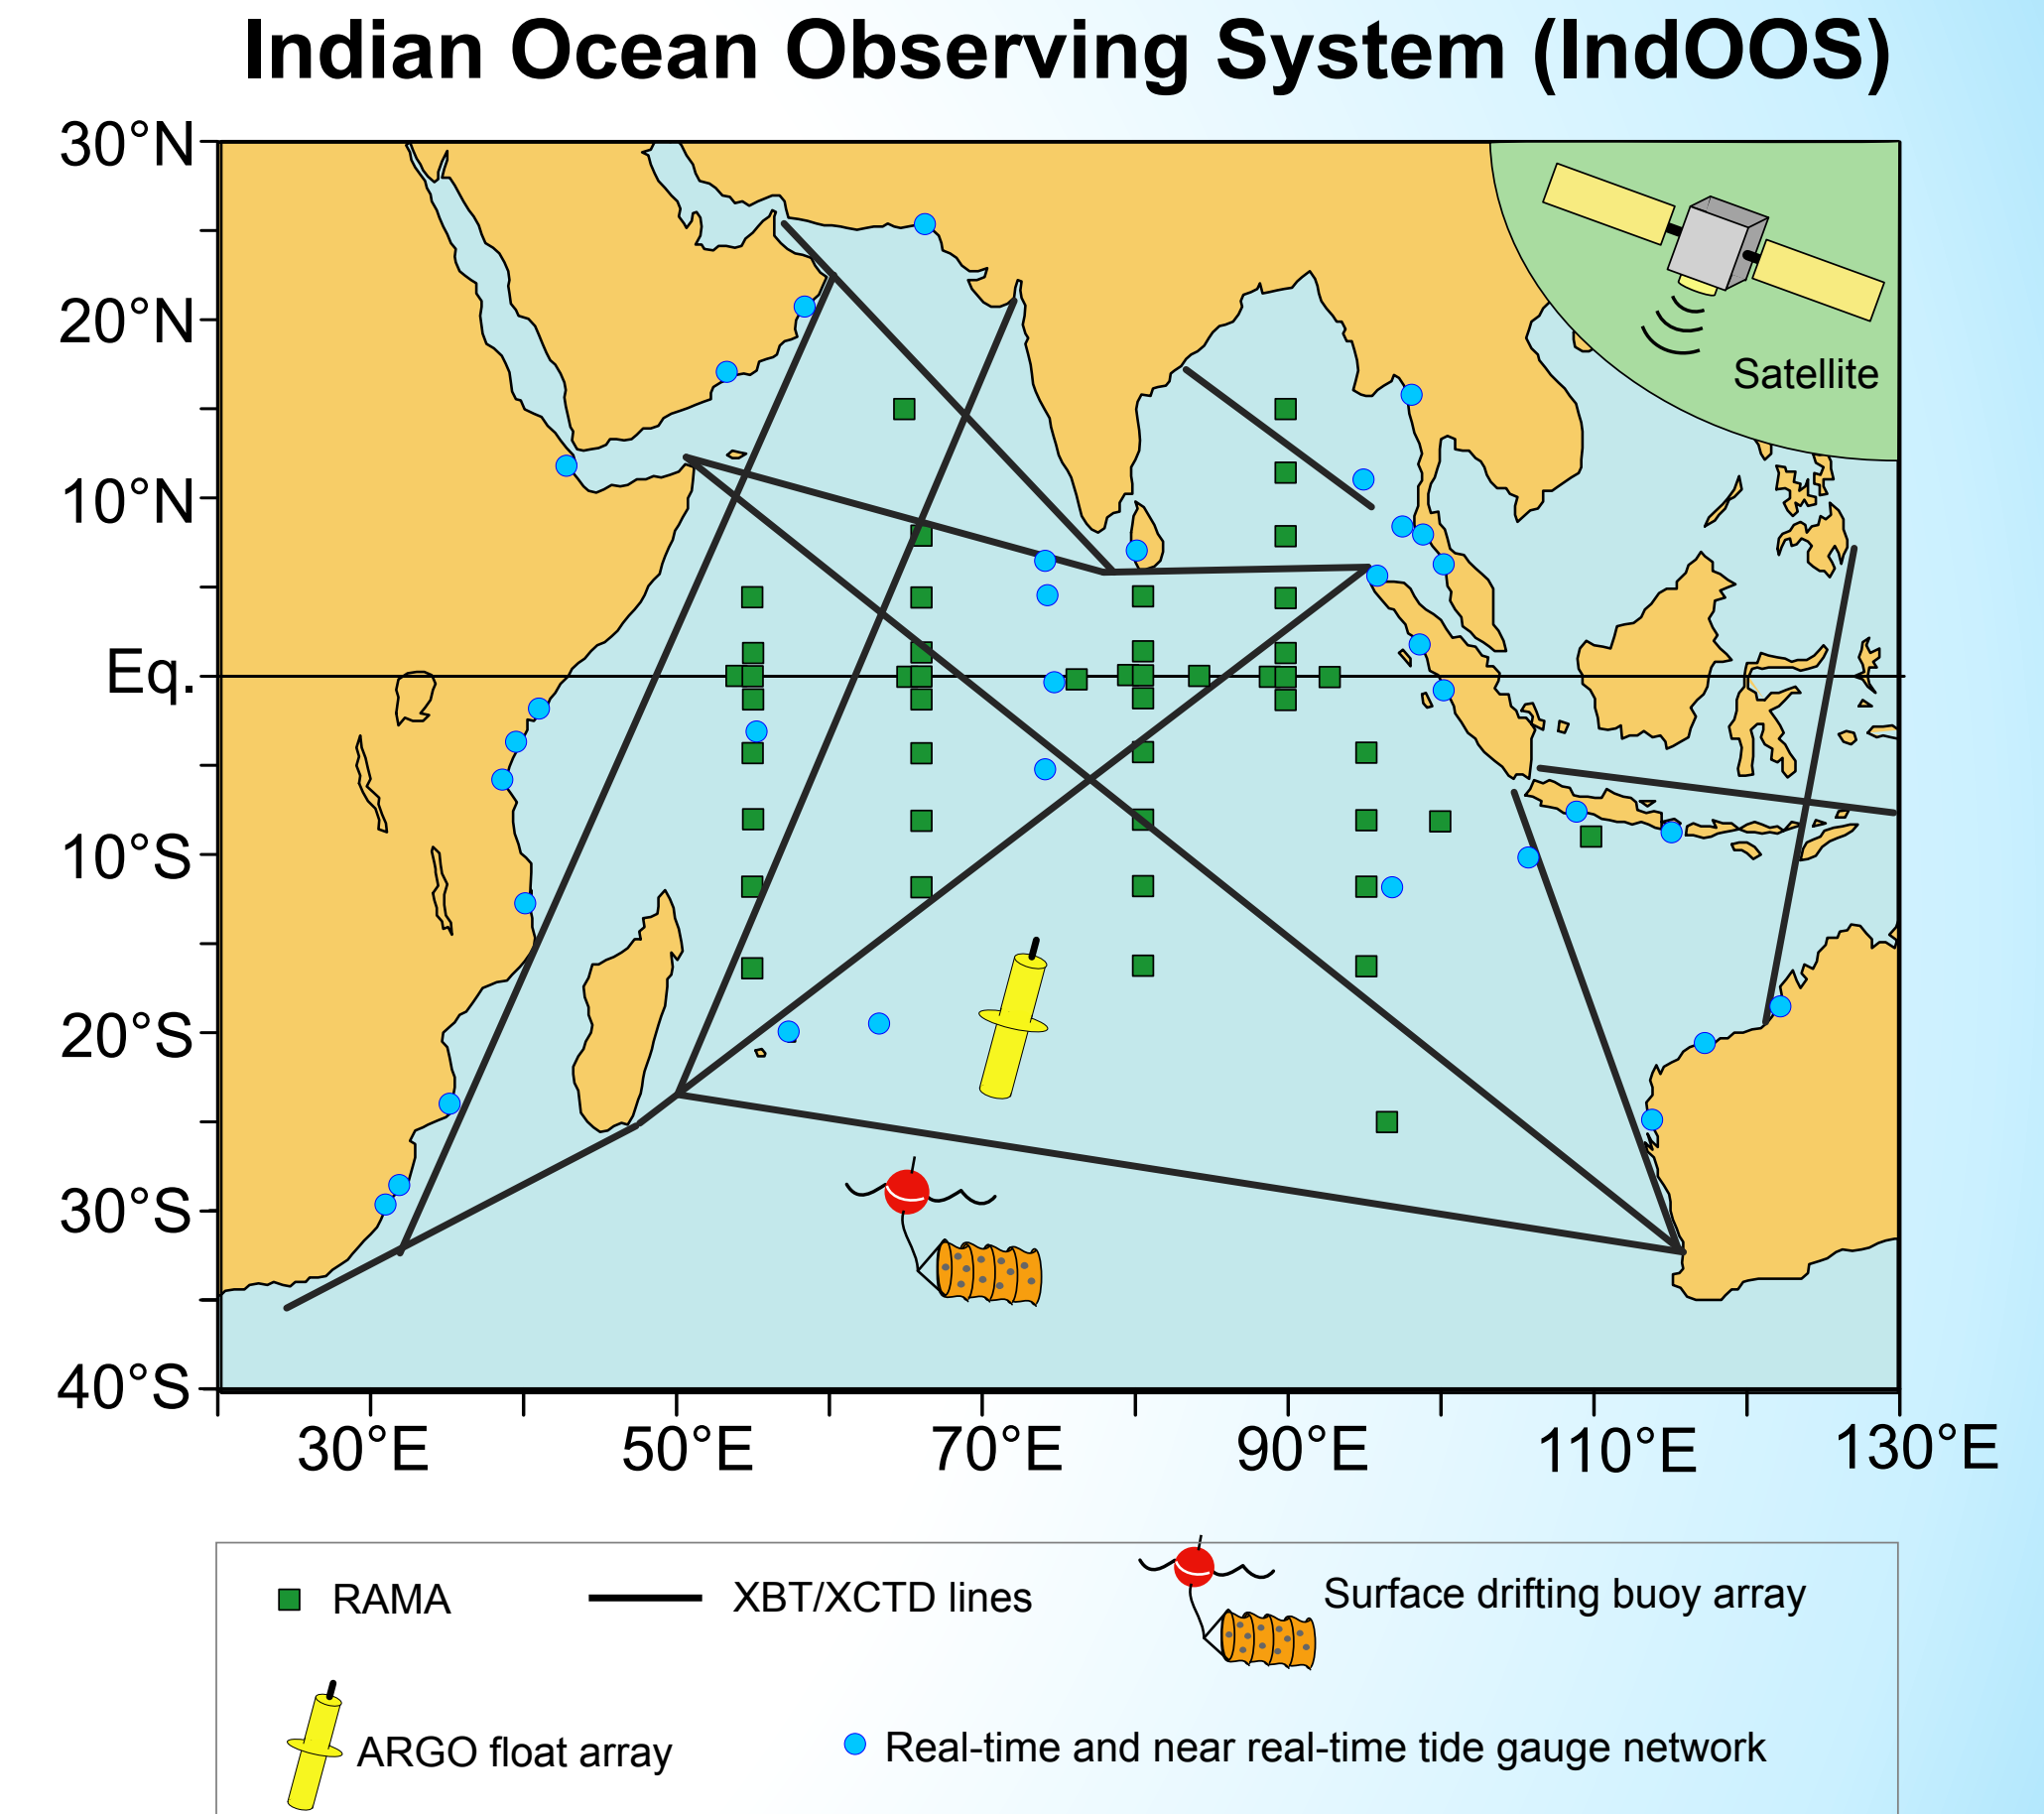 Indian Ocean Observing System (IndOOS)
30°N
20°N
10°N
Eq.
10°S
20°S
30°S
40°S
Satellite
30°E 50°E 70°E 90°E 110°E 130°E
RAMA XBT/XCTD lines Surface drifting buoy array
ARGO float array Real-time and near real-time tide gauge network